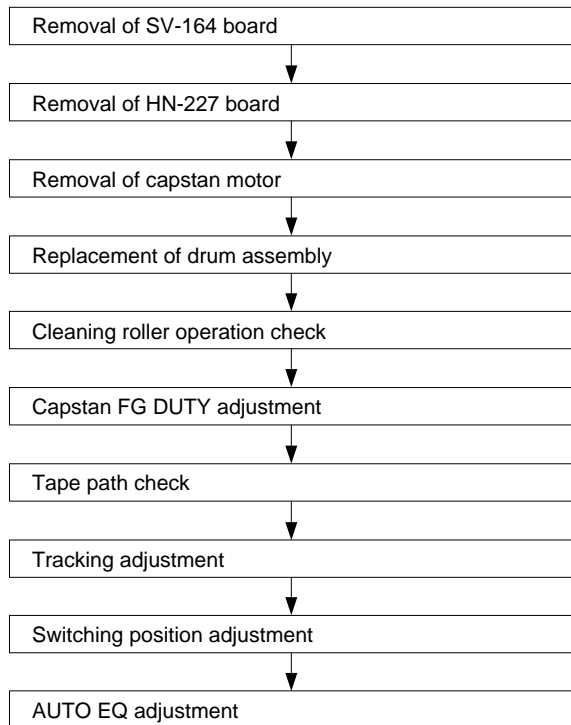 Removal of SV-164 board
Removal of HN-227 board
Removal of capstan motor
Replacement of drum assembly
Cleaning roller operation check
Capstan FG DUTY adjustment
Tape path check
Tracking adjustment
Switching position adjustment
AUTO EQ adjustment